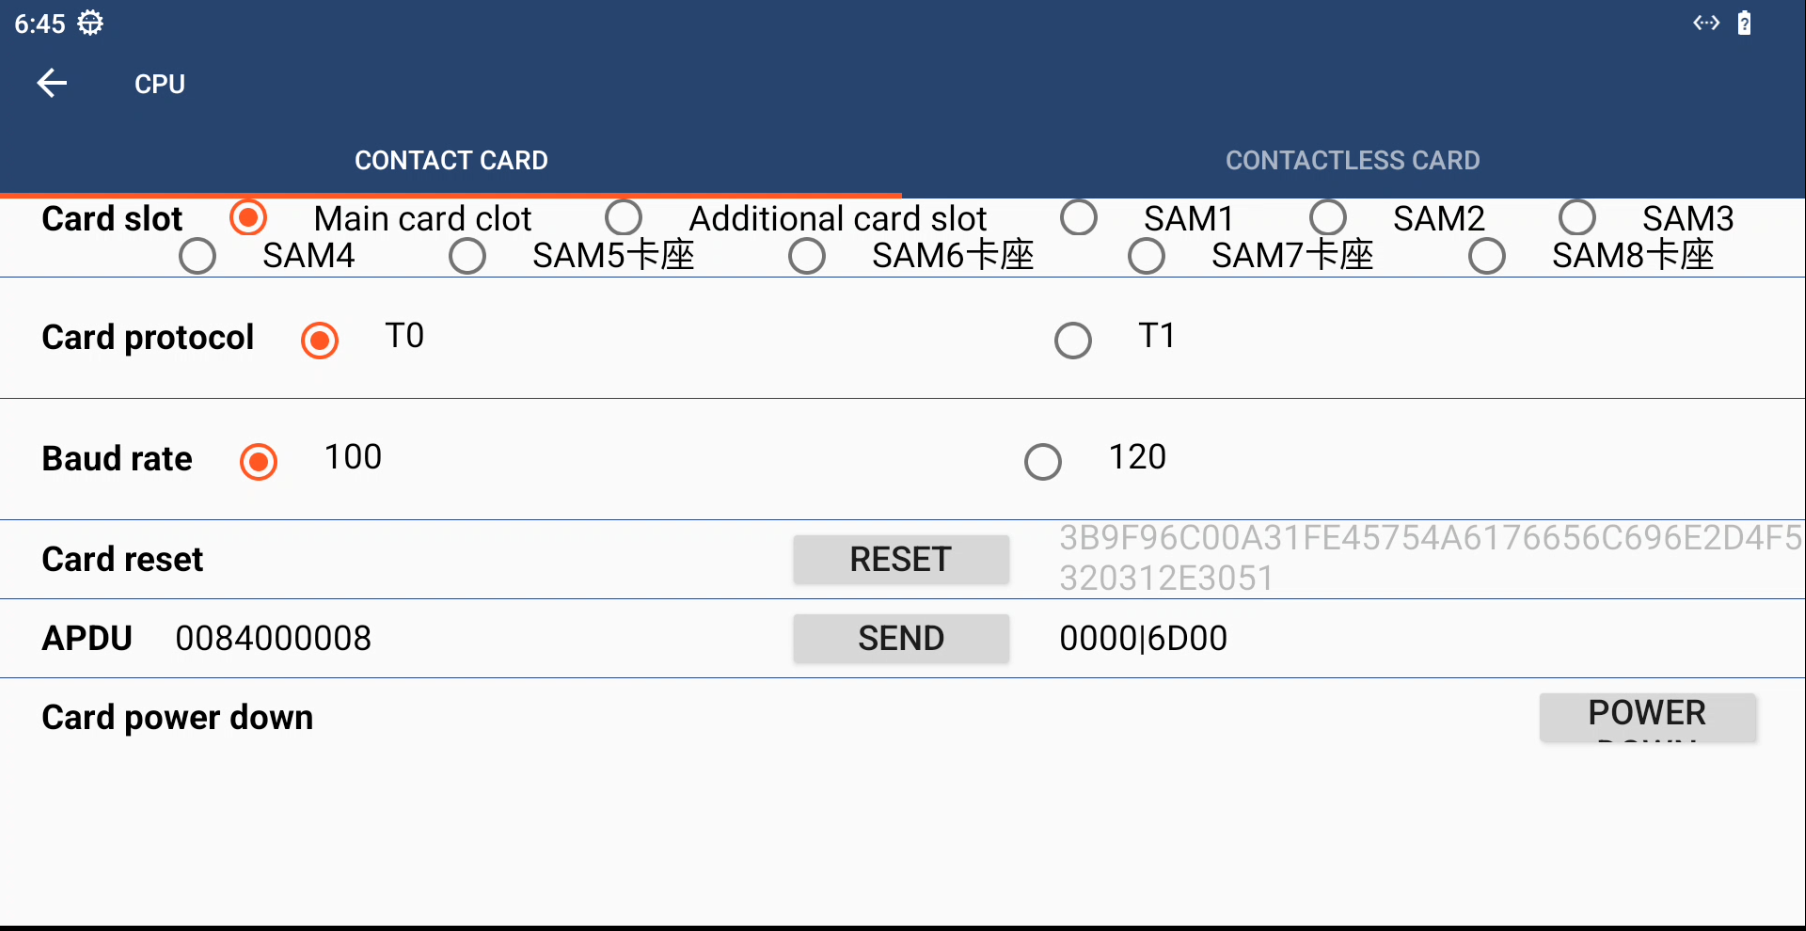 6:45
CPU
CONTACT CARD
CONTACTLESS CARD
Card slot Main card clot Additional card slot SAM1 SAM2 SAM3
SAM4 SAM5卡座 SAM6卡座 SAM7卡座 SAM8卡座
Card protocol T0 T1
Baud rate 100 120
Card reset RESET 3B9F96C00A31FE45754A6176656C696E2D4F5
320312E3051
APDU 0084000008 SEND 0000|6D00
Card power down POWER
DOWN